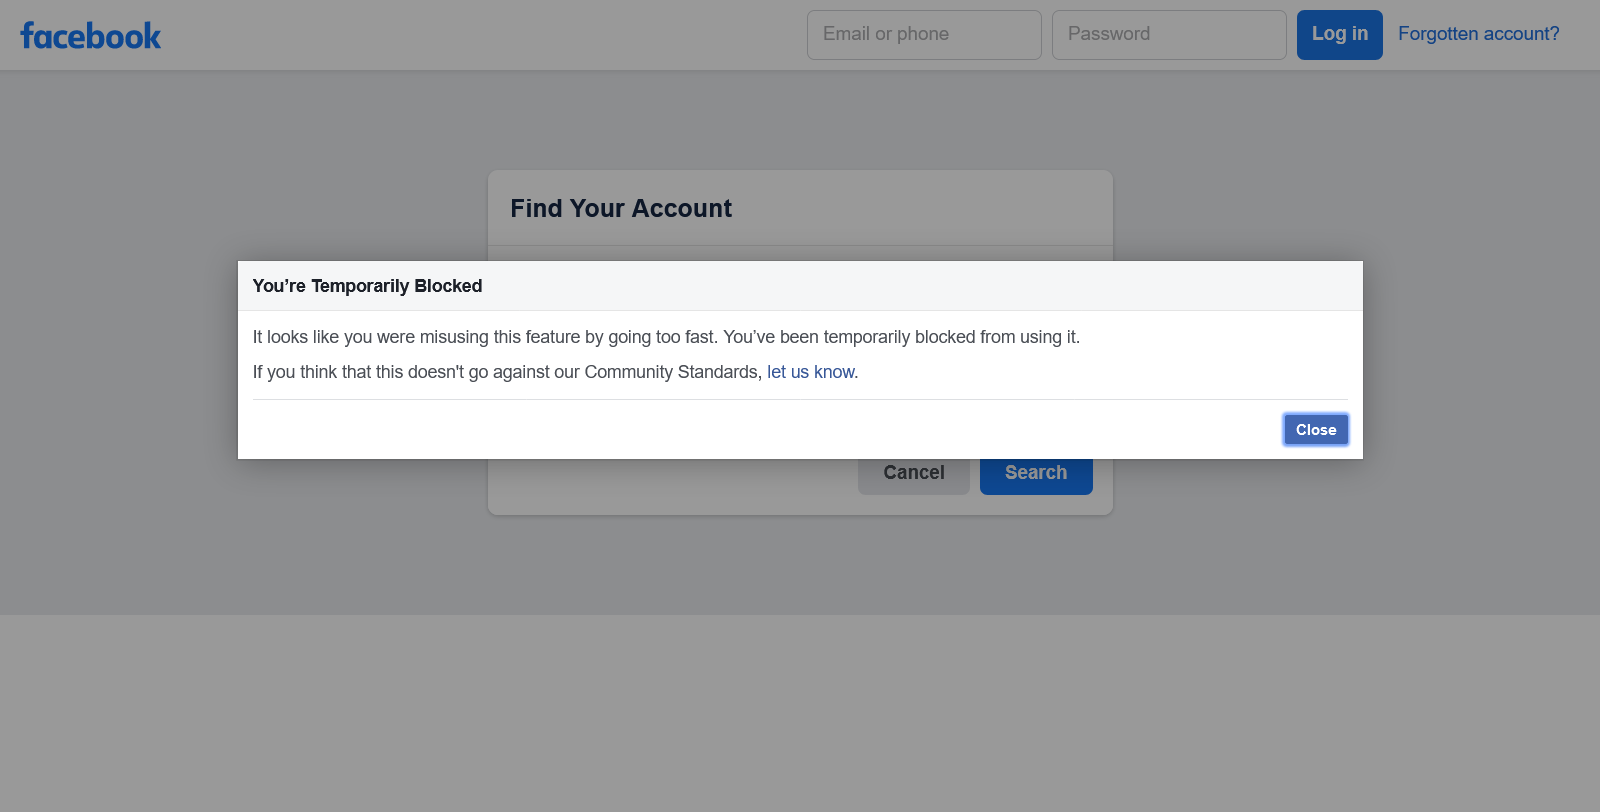 facebook
Email or phone
Password
Log in
Forgotten account?
Find Your Account
You’re Temporarily Blocked
It looks like you were misusing this feature by going too fast. You’ve been temporarily blocked from using it.
If you think that this doesn't go against our Community Standards, let us know.
Close
Cancel
Search